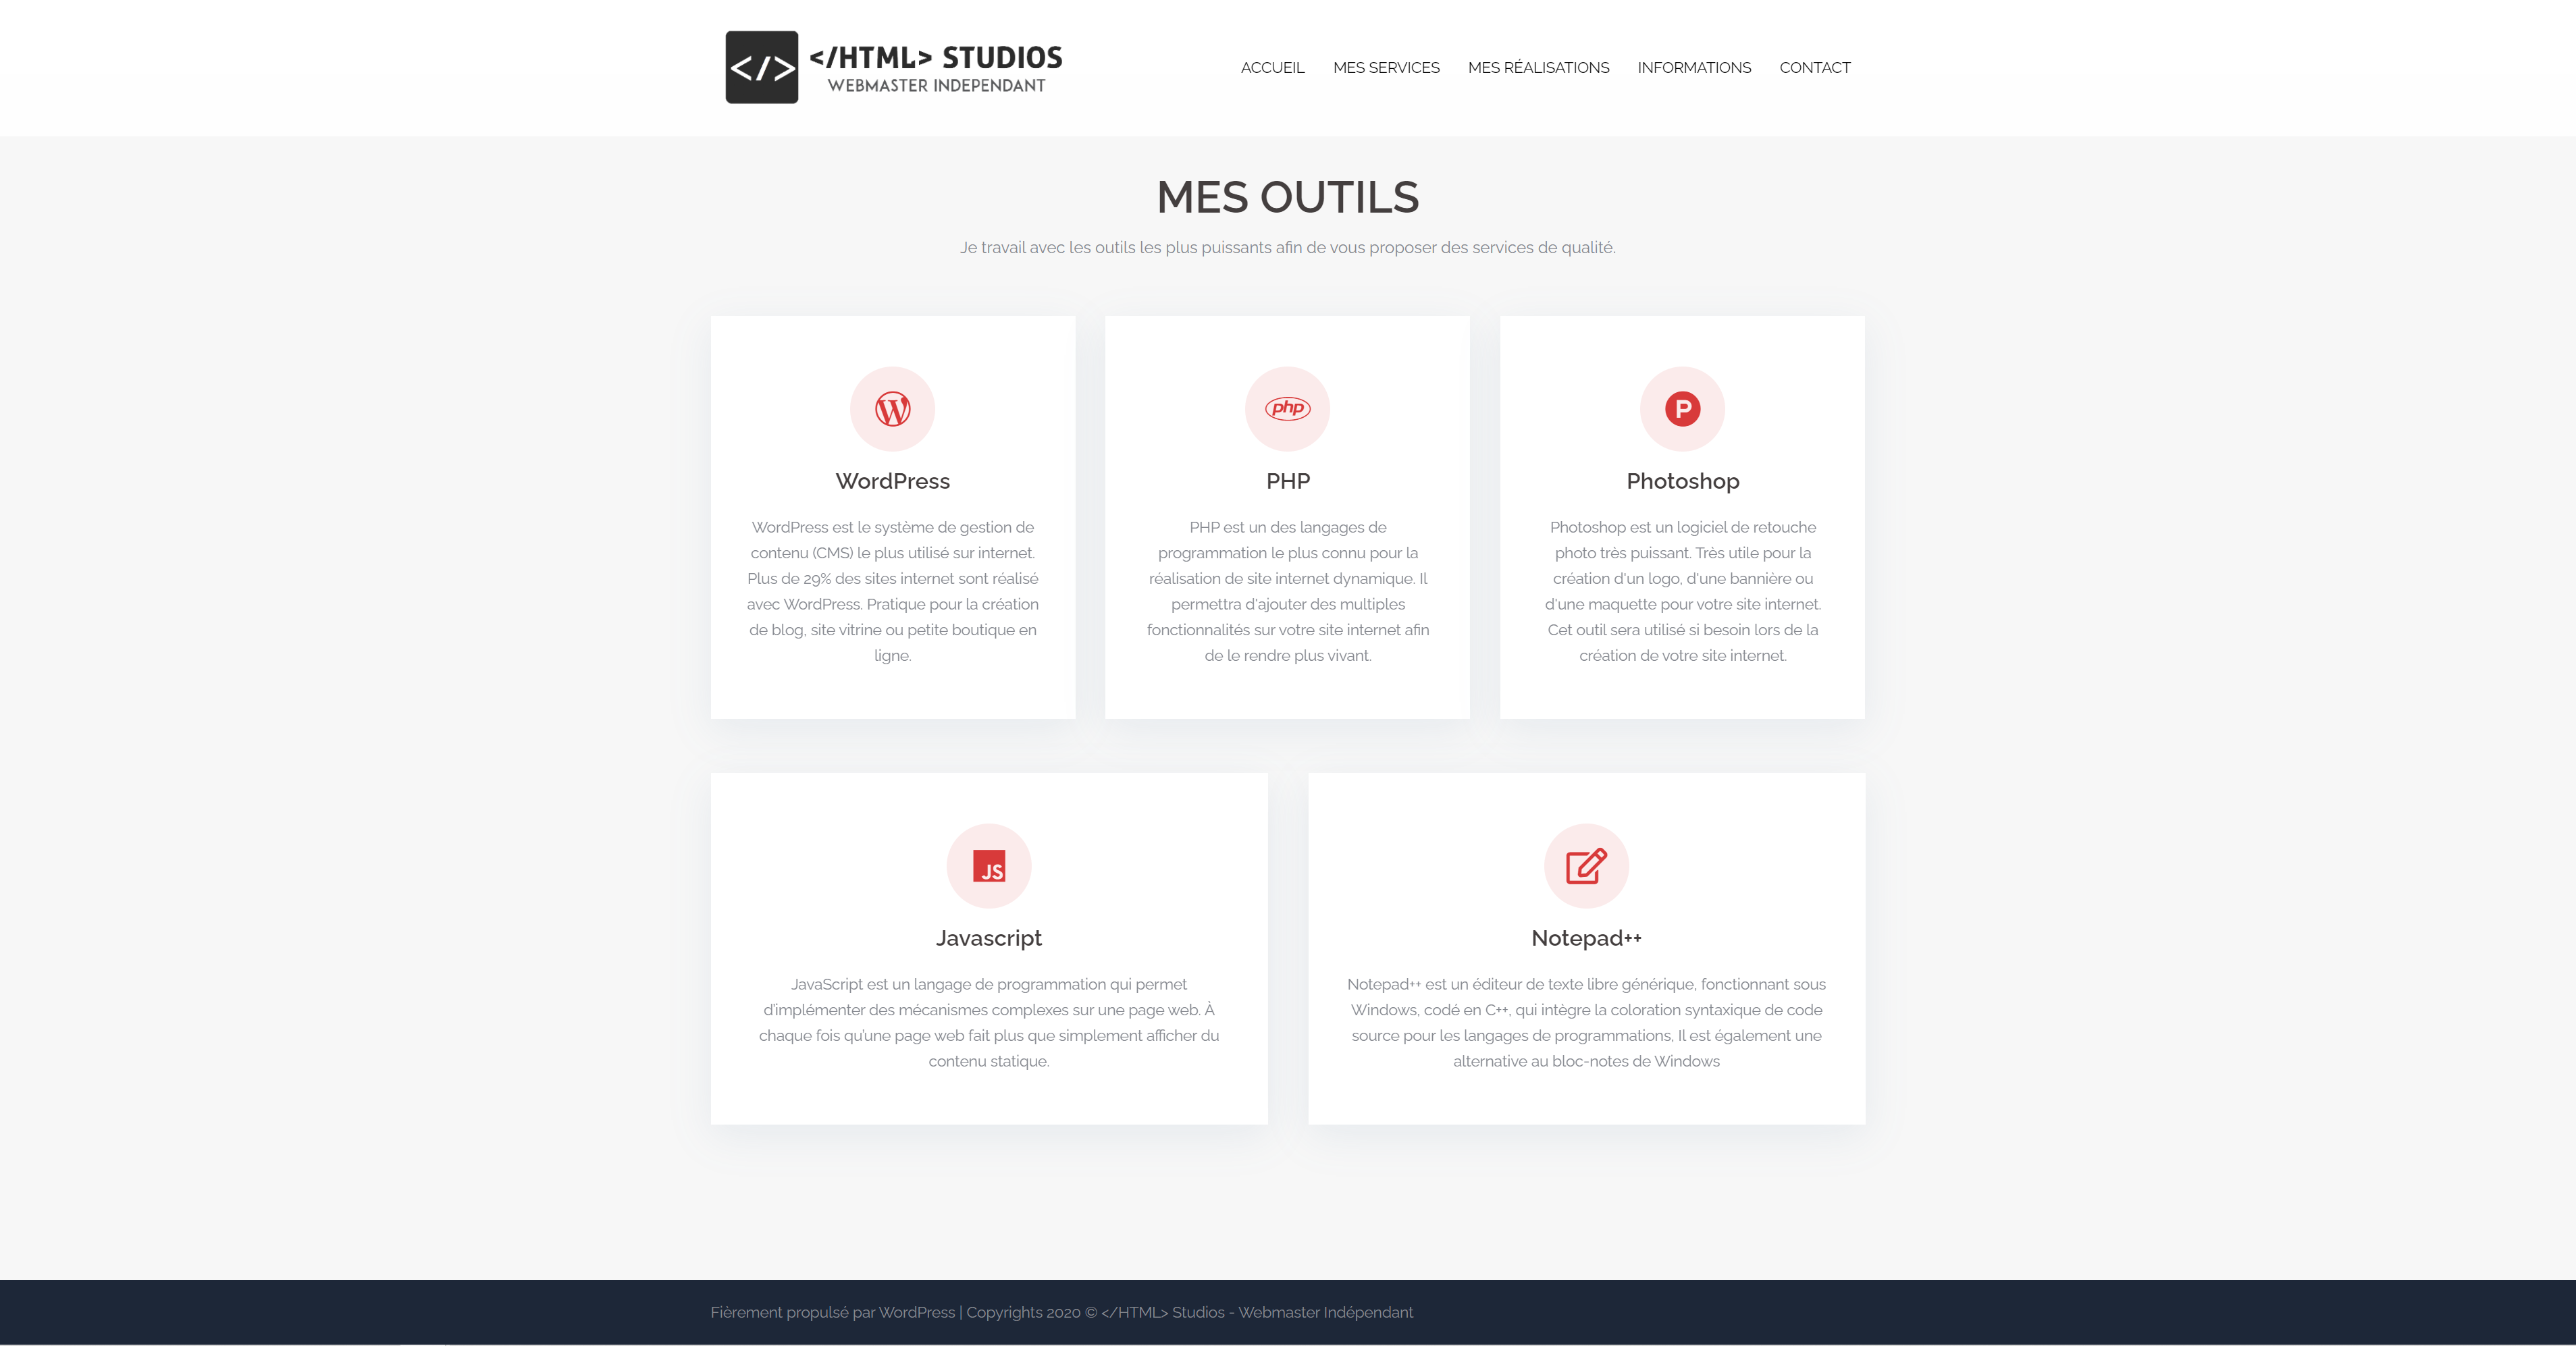 </>
</HTML> STUDIOS
WEBMASTER INDEPENDANT
ACCUEIL MES SERVICES MES RÉALISATIONS INFORMATIONS CONTACT
MES OUTILS
Je travail avec les outils les plus puissants afin de vous proposer des services de qualité.
WordPress
WordPress est le système de gestion de
contenu (CMS) le plus utilisé sur internet.
Plus de 29% des sites internet sont réalisé
avec WordPress. Pratique pour la création
de blog, site vitrine ou petite boutique en
ligne.
php
PHP
PHP est un des langages de
programmation le plus connu pour la
réalisation de site internet dynamique. Il
permettra d'ajouter des multiples
fonctionnalités sur votre site internet afin
de le rendre plus vivant.
P
Photoshop
Photoshop est un logiciel de retouche
photo très puissant. Très utile pour la
création d'un logo, d'une bannière ou
d'une maquette pour votre site internet.
Cet outil sera utilisé si besoin lors de la
création de votre site internet.
JS
Javascript
JavaScript est un langage de programmation qui permet
d'implémenter des mécanismes complexes sur une page web. À
chaque fois qu'une page web fait plus que simplement afficher du
contenu statique.
Notepad++
Notepad++ est un éditeur de texte libre générique, fonctionnant sous
Windows, codé en C++, qui intègre la coloration syntaxique de code
source pour les langages de programmations, Il est également une
alternative au bloc-notes de Windows
Fièrement propulsé par WordPress | Copyrights 2020 © </HTML> Studios - Webmaster Indépendant